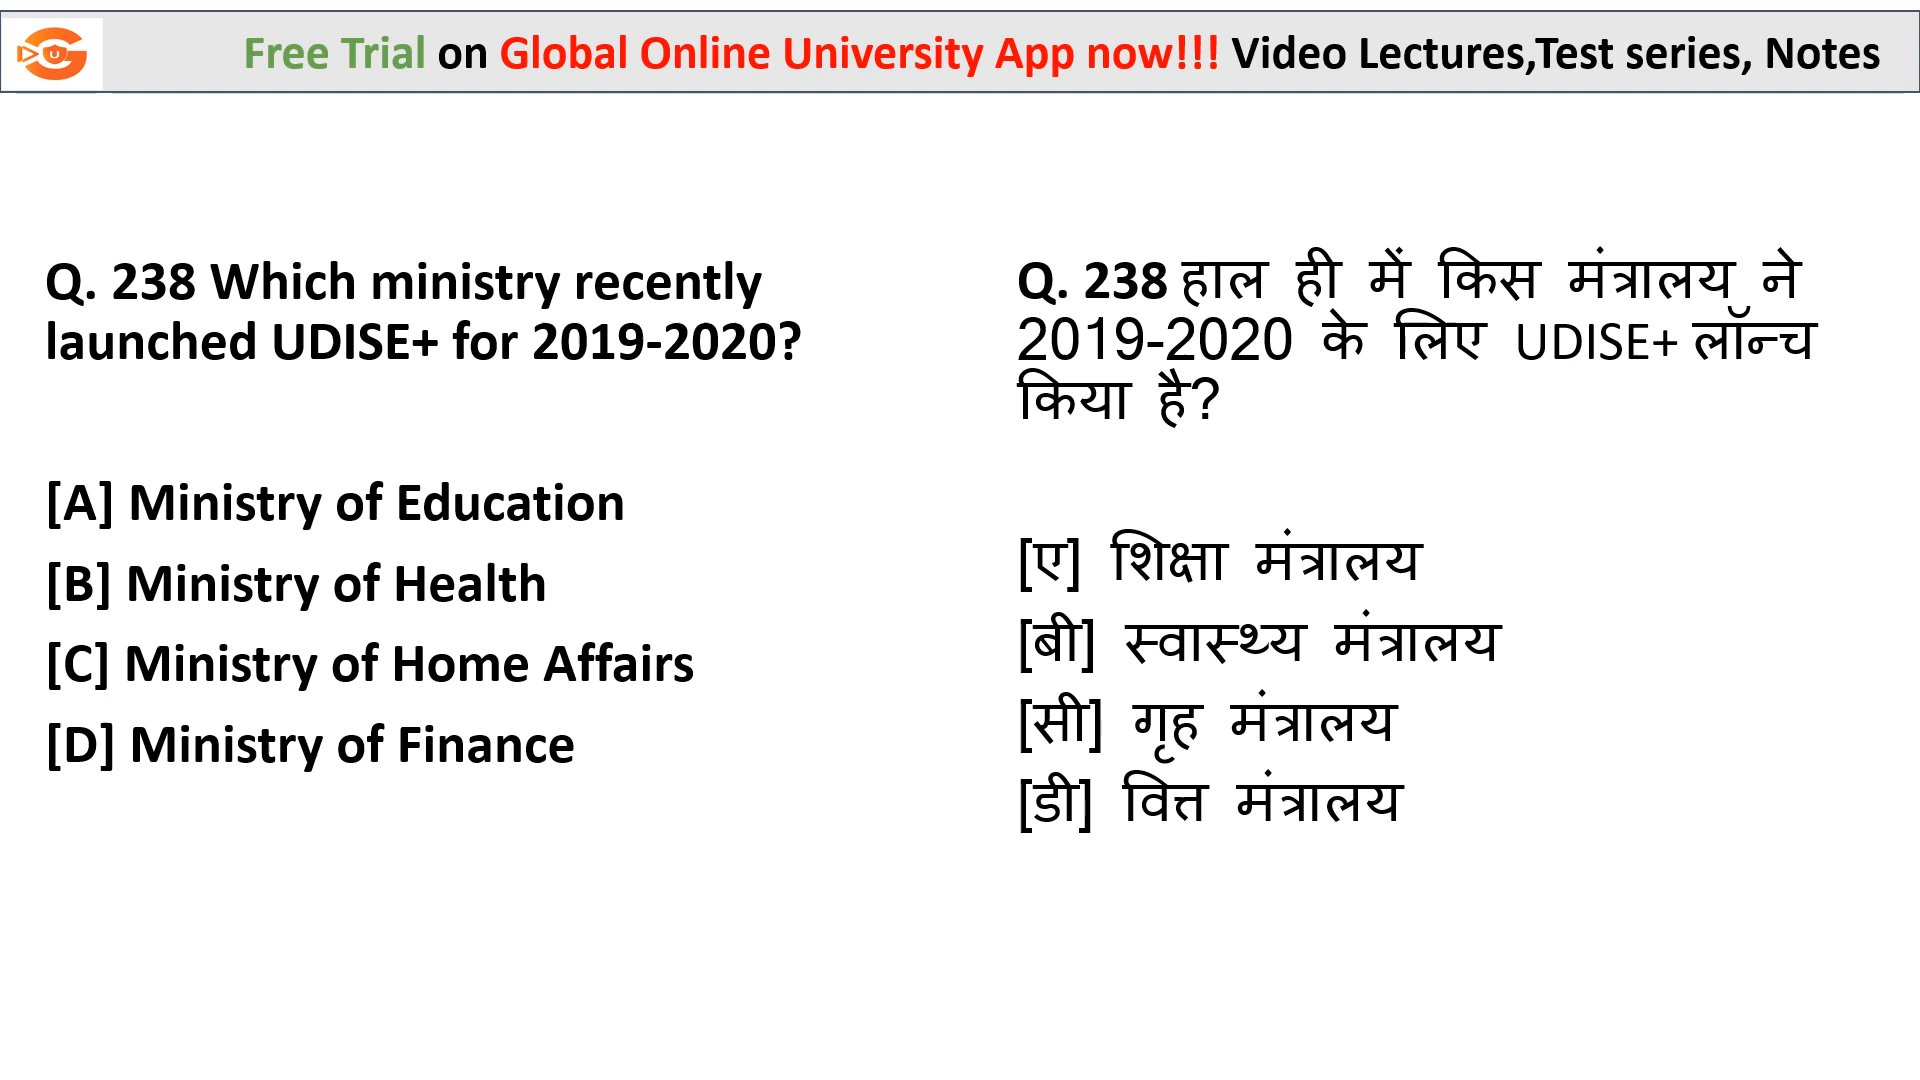 Free Trial on Global Online University App now!!! Video Lectures,Test series, Notes
Q. 238 Which ministry recently
launched UDISE+ for 2019-2020?
[A] Ministry of Education
[B] Ministry of Health
[C] Ministry of Home Affairs
[D] Ministry of Finance
Q. 238 हाल ही में किस मंत्रालय ने
2019-2020 के लिए UDISE+ लॉन्च
किया है?
[ए] शिक्षा मंत्रालय
[बी] स्वास्थ्य मंत्रालय
[सी] गृह मंत्रालय
[डी] वित्त मंत्रालय